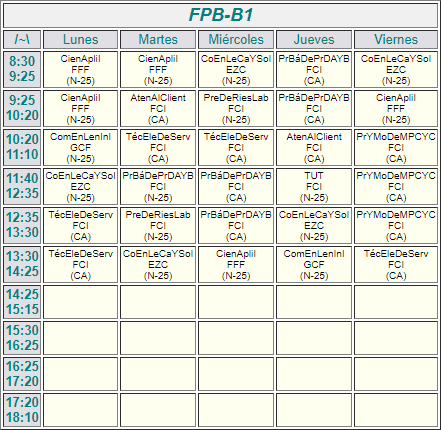 FPB-B1
/~\ Lunes Martes Miércoles Jueves Viernes
8:30 CienApliI CienApliI CoEnLeCaYSoI PrBáDePrDAYB CoEnLeCaYSoI
9:25 FFF FFF EZC FCI EZC
(N-25) (N-25) (N-25) (CA) (N-25)
9:25 CienApliI AtenAlClient PreDeRiesLab PrBáDePrDAYB CienApliI
10:20 FFF FCI FCI FCI FFF
(N-25) (CA) (N-25) (CA) (N-25)
10:20 ComEnLenInI TécEleDeServ TécEleDeServ AtenAlClient PrYMoDeMPCYC
11:10 GCF FCI FCI FCI FCI
(N-25) (CA) (CA) (CA) (CA)
11:40 CoEnLeCaYSoI PrBáDePrDAYB PrBáDePrDAYB TUT PrYMoDeMPCYC
12:35 EZC FCI FCI FCI FCI
(N-25) (N-25) (CA) (N-25) (CA)
12:35 TécEleDeServ PreDeRiesLab PrBáDePrDAYB CoEnLeCaYSoI PrYMoDeMPCYC
13:30 FCI FCI FCI EZC FCI
(CA) (N-25) (CA) (N-25) (CA)
13:30 TécEleDeServ CoEnLeCaYSoI CienApliI ComEnLenInI TécEleDeServ
14:25 FCI EZC FFF GCF FCI
(CA) (N-25) (N-25) (N-25) (CA)
14:25
15:15
15:30
16:25
16:25
17:20
17:20
18:10